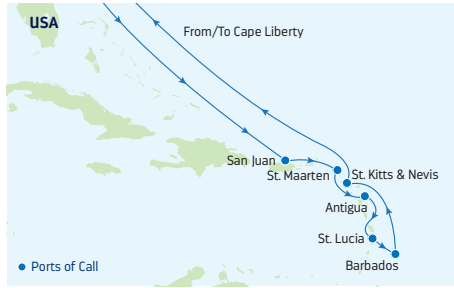 USA
From/To Cape Liberty
San Juan
St. Maarten
St. Kitts & Nevis
Antigua
St. Lucia
Barbados
Ports of Call